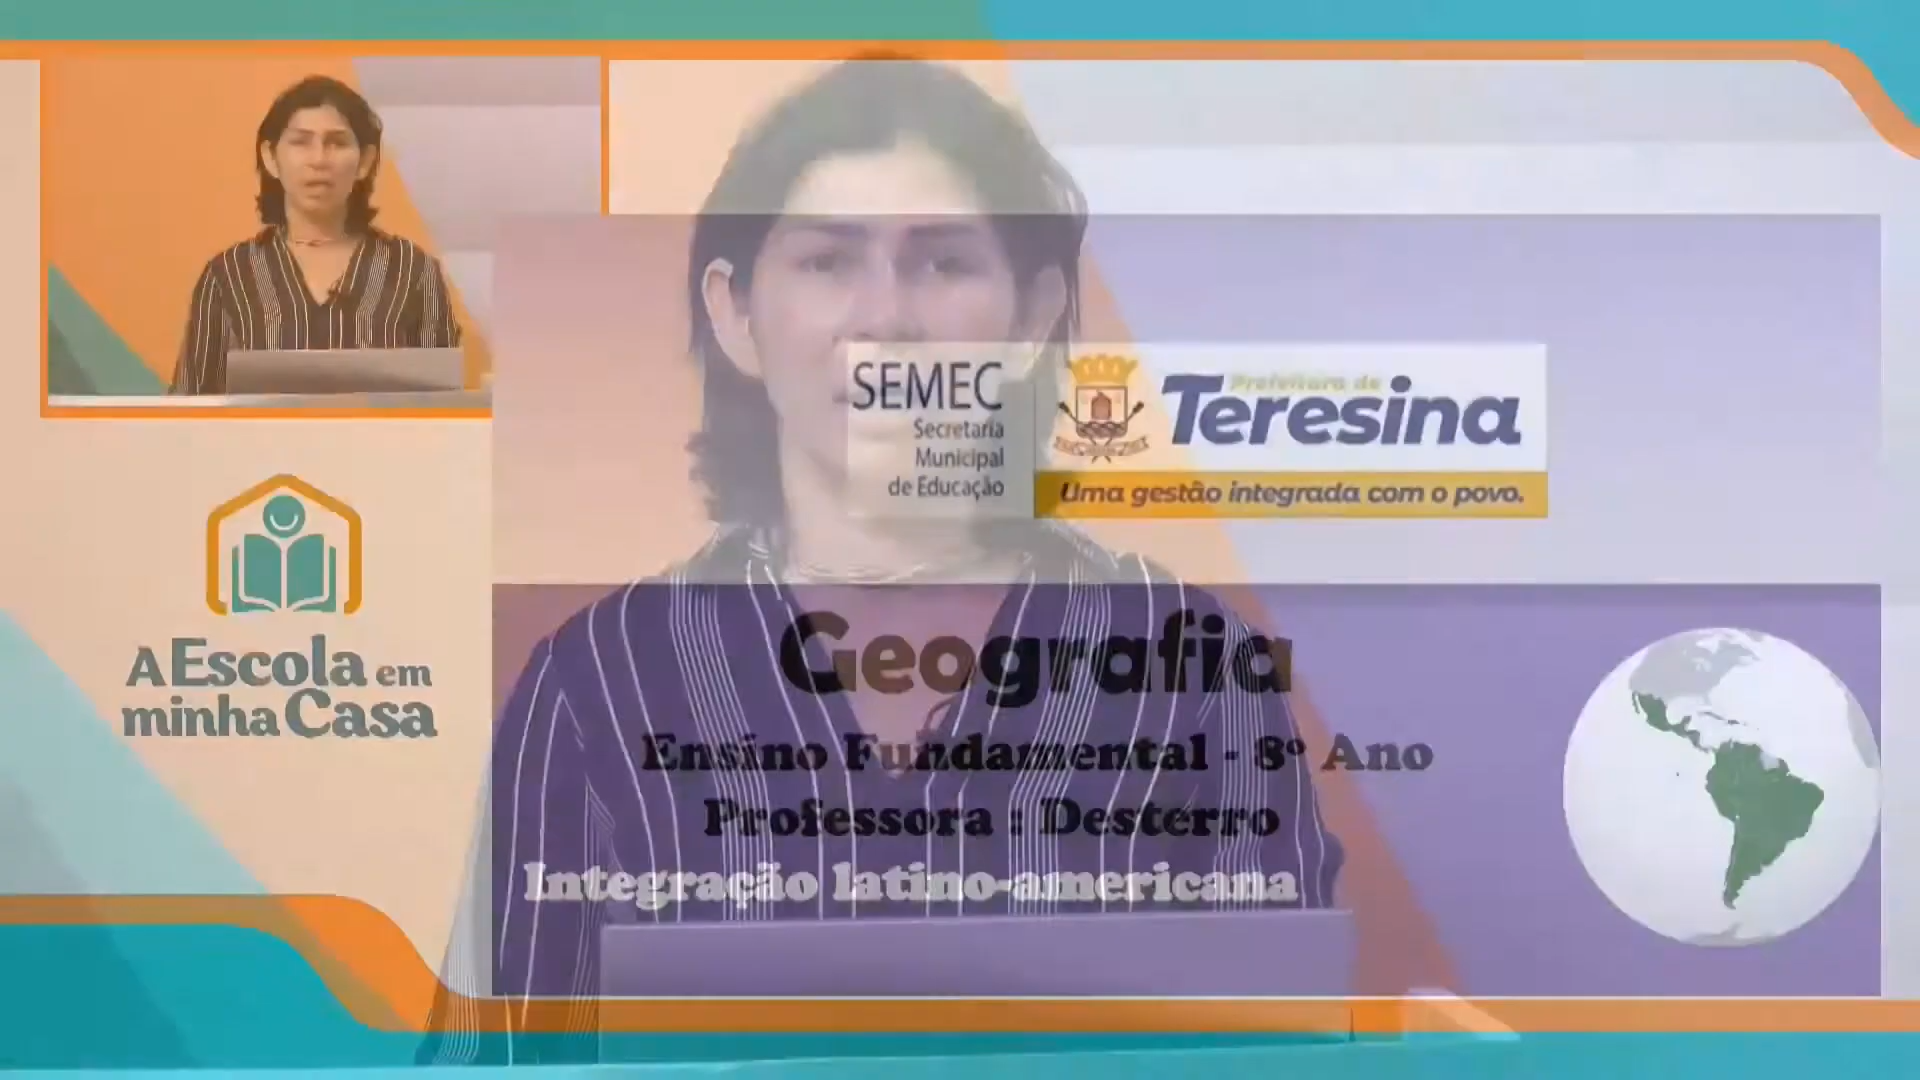 SEMEC
Secretaria
Municipal
de Educação
Prefeitura de
Teresina
Uma gestão integrada com o povo.
A Escola em
minha Casa
Geografia
Ensino Fundamental - 8º Ano
Professora : Desterro
Integração latino-americana